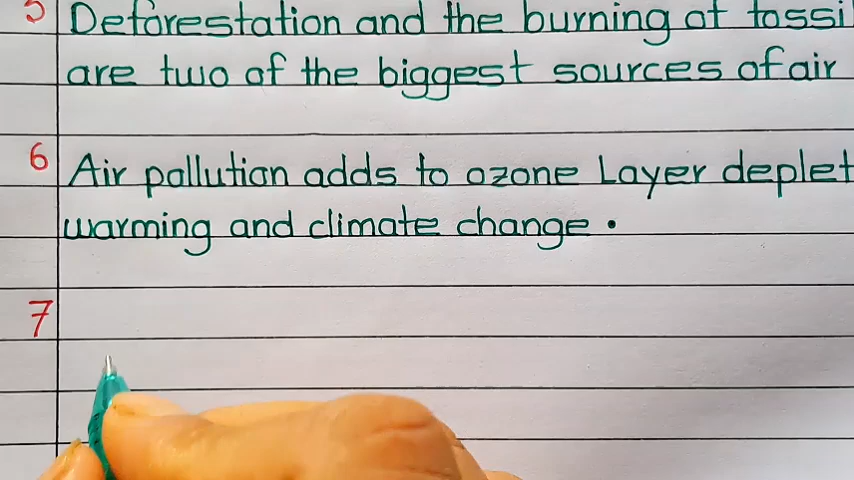 5 Deforestation and the burning of fossi
are two of the biggest sources of air
6 Air pollution adds to ozone Layer deplet
warming and climate change .
7